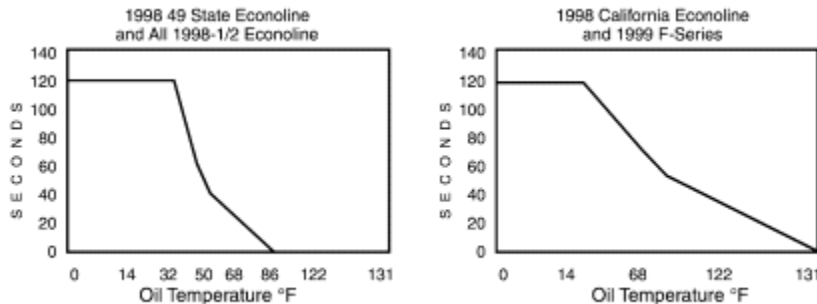 1998 49 State Econoline
and All 1998-1/2 Econoline
140
120
100
80
60
40
20
0
SECONDS
0 14 32 50 68 86 122 131
Oil Temperature °F
1998 California Econoline
and 1999 F-Series
140
120
100
80
60
40
20
0
SECONDS
0 14 68 122 131
Oil Temperature °F